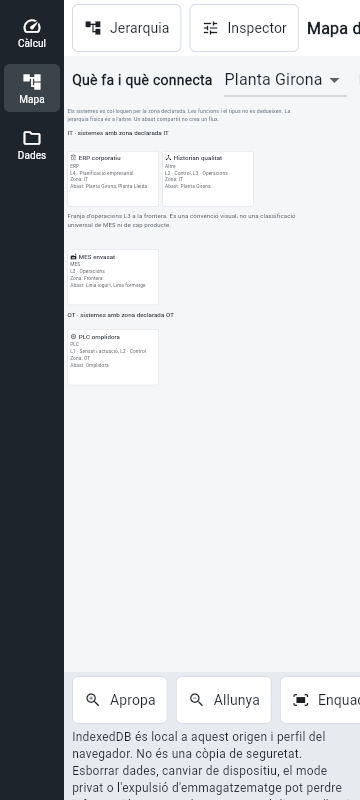 Càlcul
Mapa
Dades
Jerarquia
Inspector
Mapa d
Què fa i què connecta
Planta Girona
Els sistemes es col·loquen per la zona declarada. Les funcions i el tipus no es dedueixen. La
jerarquia física és a l'arbre. Un abast compartit no crea un flux.
IT · sistemes amb zona declarada IT
ERP corporatiu
ERP
L4 · Planificació empresarial
Zona: IT
Abast: Planta Girona, Planta Lleida
Historian qualitat
Altre
L2 · Control, L3 · Operacions
Zona: IT
Abast: Planta Girona
Franja d'operacions L3 a la frontera. És una convenció visual, no una classificació
universal de MES ni de cap producte.
MES envasat
MES
L3 · Operacions
Zona: Frontera
Abast: Línia iogurt, Línia formatge
OT · sistemes amb zona declarada OT
PLC omplidora
PLC
L1 · Sensori i actuació, L2 · Control
Zona: OT
Abast: Omplidora
Apropa
Allunya
Enquad
IndexedDB és local a aquest origen i perfil del
navegador. No és una còpia de seguretat.
Esborrar dades, canviar de dispositiu, el mode
privat o l'expulsió d'emmagatzematge pot perdre